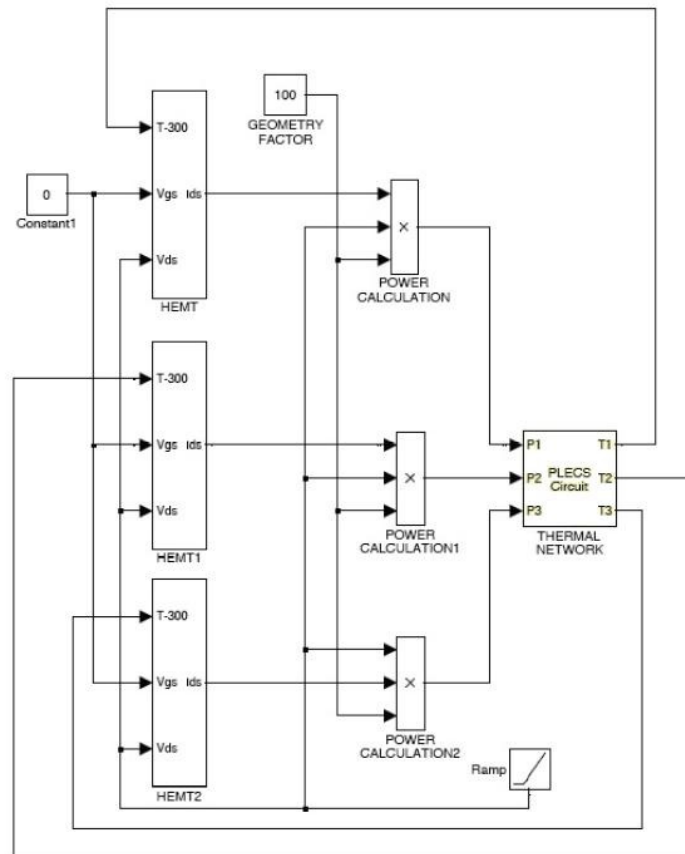 T-300
Vgs Ids
Vds
HEMT
100
GEOMETRY
FACTOR
0
Constant1
×
POWER
CALCULATION
T-300
Vgs Ids
Vds
HEMT1
×
POWER
CALCULATION1
P1 T1
PLECS
P2 Circuit T2
P3 T3
THERMAL
NETWORK
T-300
Vgs Ids
Vds
HEMT2
×
POWER
CALCULATION2
Ramp